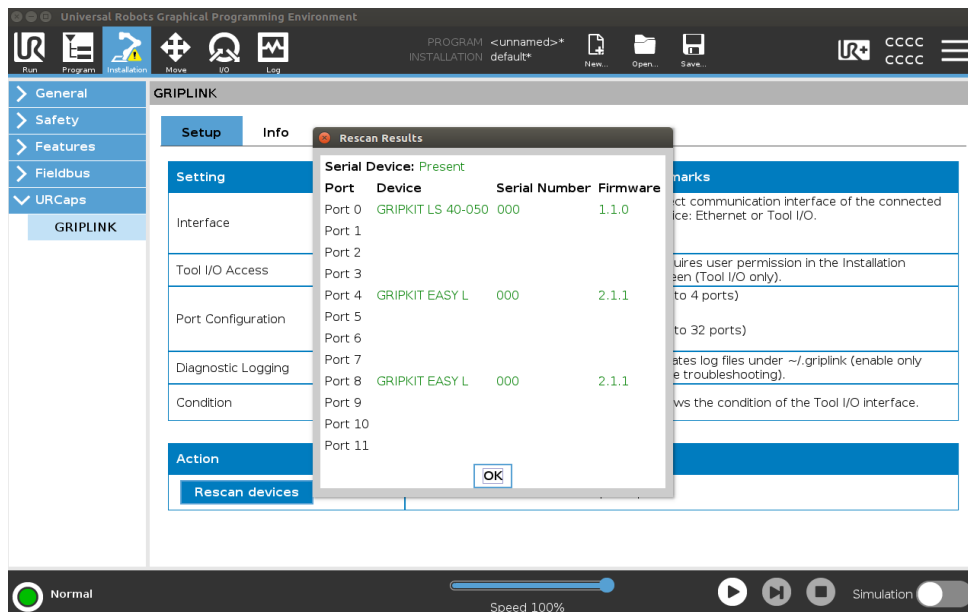 Universal Robots Graphical Programming Environment
Run Program Installation Move I/O Log
PROGRAM <unnamed>*
INSTALLATION default*
New... Open... Save...
UR+
CCCC
CCCC
General
Safety
Features
Fieldbus
URCaps
GRIPLINK
GRIPLINK
Setup Info
Setting
Interface
Tool I/O Access
Port Configuration
Diagnostic Logging
Condition
ect communication interface of the connected
ice: Ethernet or Tool I/O.
uires user permission in the Installation
een (Tool I/O only).
to 4 ports)
to 32 ports)
ates log files under ~/.griplink (enable only
e troubleshooting).
ws the condition of the Tool I/O interface.
Action
Rescan devices
Rescan Results
Serial Device: Present
Port Device Serial Number Firmware
Port 0 GRIPKIT LS 40-050 000 1.1.0
Port 1
Port 2
Port 3
Port 4 GRIPKIT EASY L 000 2.1.1
Port 5
Port 6
Port 7
Port 8 GRIPKIT EASY L 000 2.1.1
Port 9
Port 10
Port 11
OK
Normal
Speed 100%
Simulation